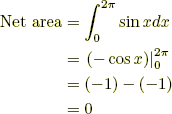 Net area = ∫₀^{2π} sin x dx
= (− cos x)|₀^{2π}
= (−1) − (−1)
= 0